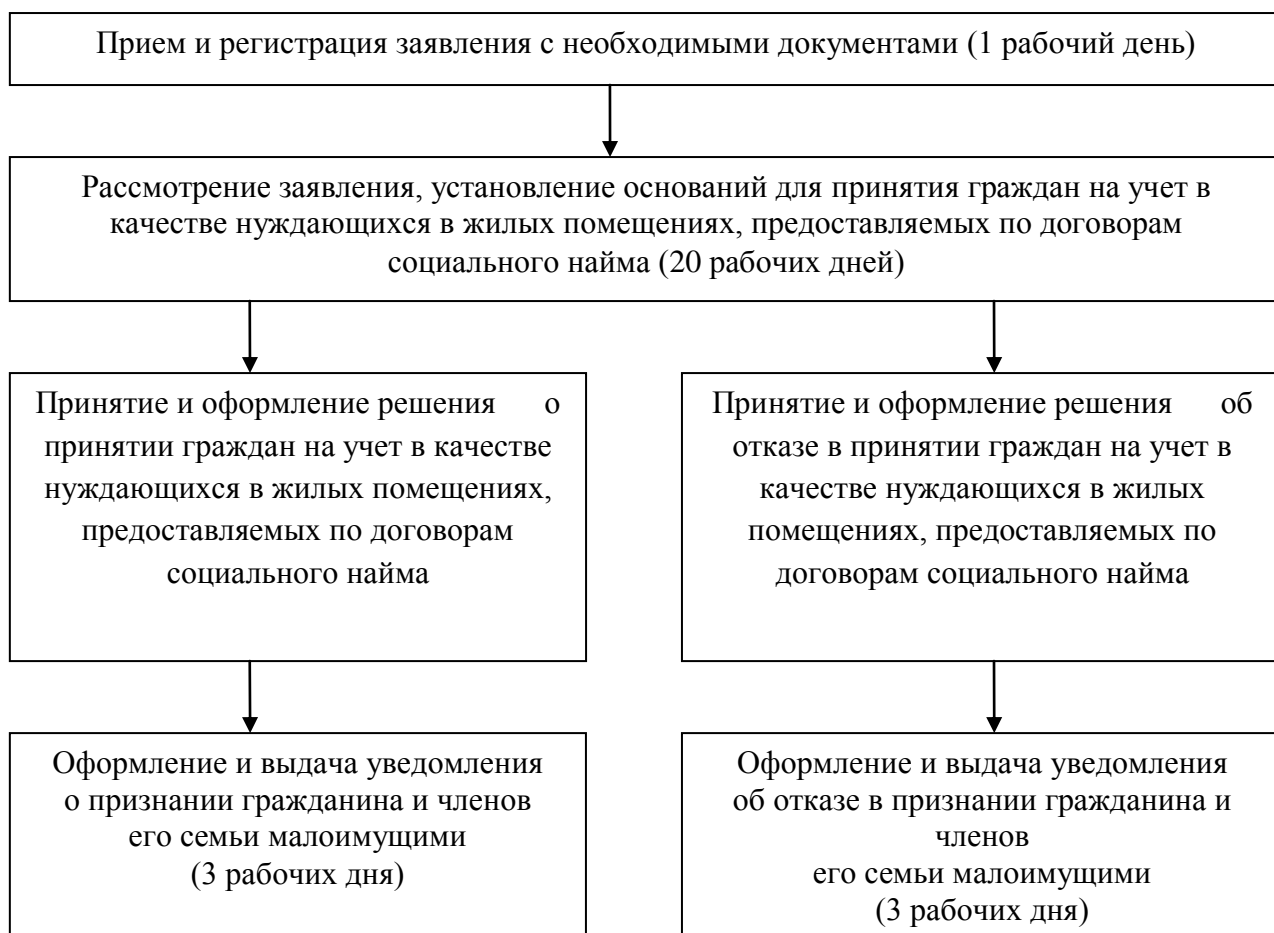 Прием и регистрация заявления с необходимыми документами (1 рабочий день)
Рассмотрение заявления, установление оснований для принятия граждан на учет в
качестве нуждающихся в жилых помещениях, предоставляемых по договорам
социального найма (20 рабочих дней)
Принятие и оформление решения о
принятии граждан на учет в качестве
нуждающихся в жилых помещениях,
предоставляемых по договорам
социального найма
Принятие и оформление решения об
отказе в принятии граждан на учет в
качестве нуждающихся в жилых
помещениях, предоставляемых по
договорам социального найма
Оформление и выдача уведомления
о признании гражданина и членов
его семьи малоимущими
(3 рабочих дня)
Оформление и выдача уведомления
об отказе в признании гражданина и
членов
его семьи малоимущими
(3 рабочих дня)